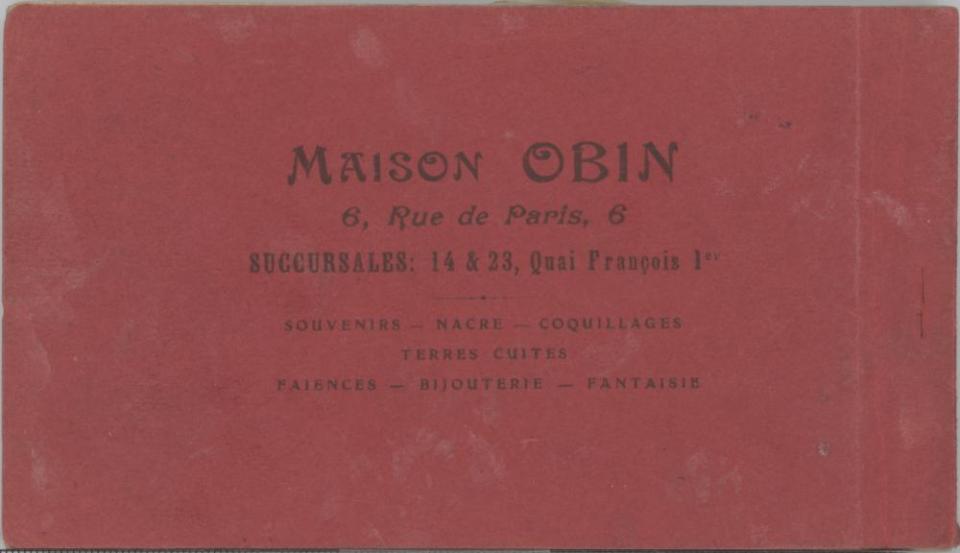 MAISON OBIN
6, Rue de Paris, 6
SUCCURSALES: 14 & 23, Quai François 1er
SOUVENIRS — NACRE — COQUILLAGES
TERRES CUITES
FAIENCES — BIJOUTERIE — FANTAISIE